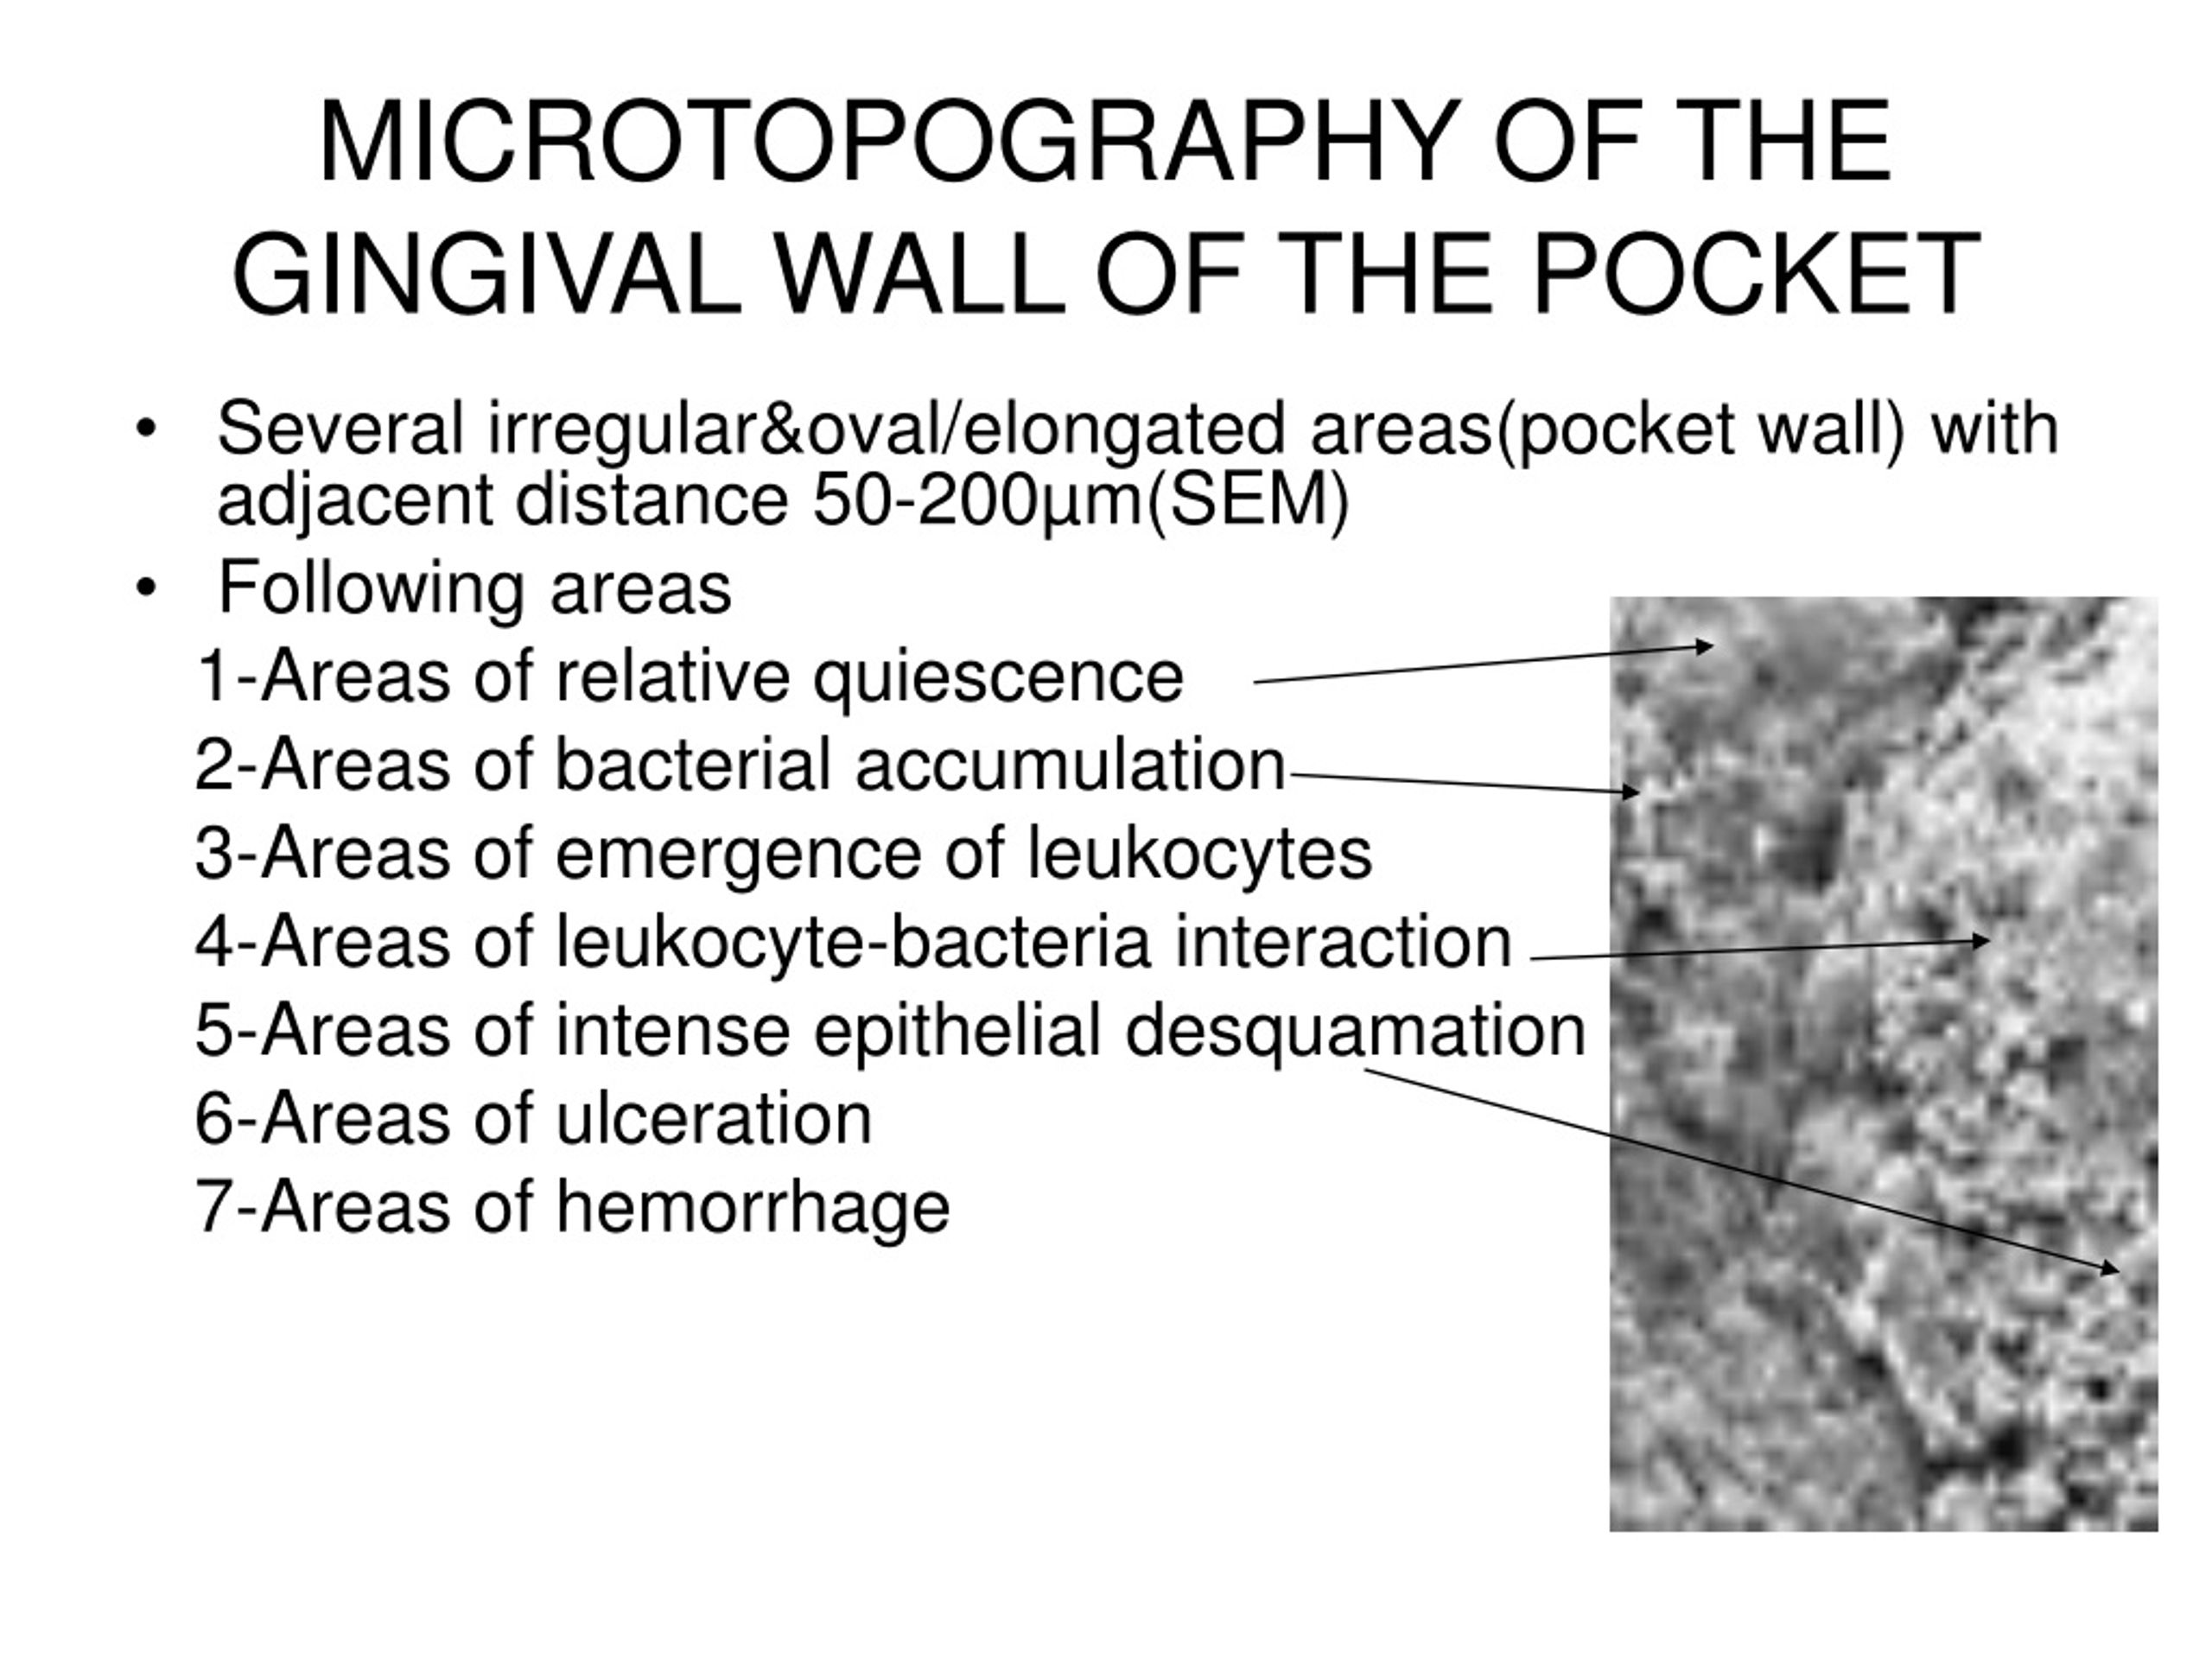 MICROTOPOGRAPHY OF THE
GINGIVAL WALL OF THE POCKET
• Several irregular&oval/elongated areas(pocket wall) with
adjacent distance 50-200µm(SEM)
• Following areas
1-Areas of relative quiescence
2-Areas of bacterial accumulation
3-Areas of emergence of leukocytes
4-Areas of leukocyte-bacteria interaction
5-Areas of intense epithelial desquamation
6-Areas of ulceration
7-Areas of hemorrhage